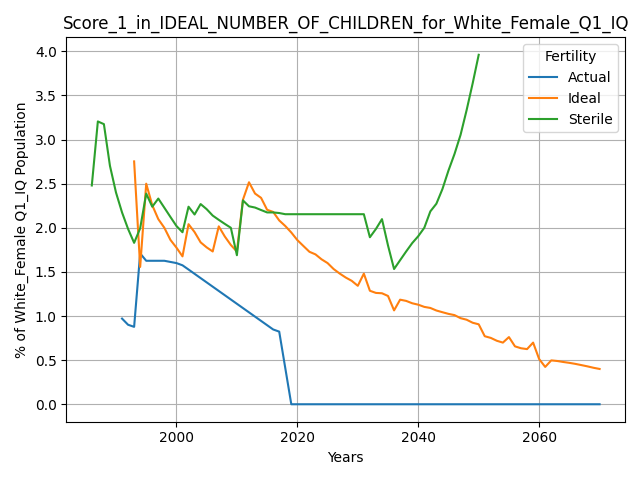 Score_1_in_IDEAL_NUMBER_OF_CHILDREN_for_White_Female_Q1_IQ
% of White_Female Q1_IQ Population
4.0
3.5
3.0
2.5
2.0
1.5
1.0
0.5
0.0
Fertility
Actual
Ideal
Sterile
2000
2020
2040
2060
Years